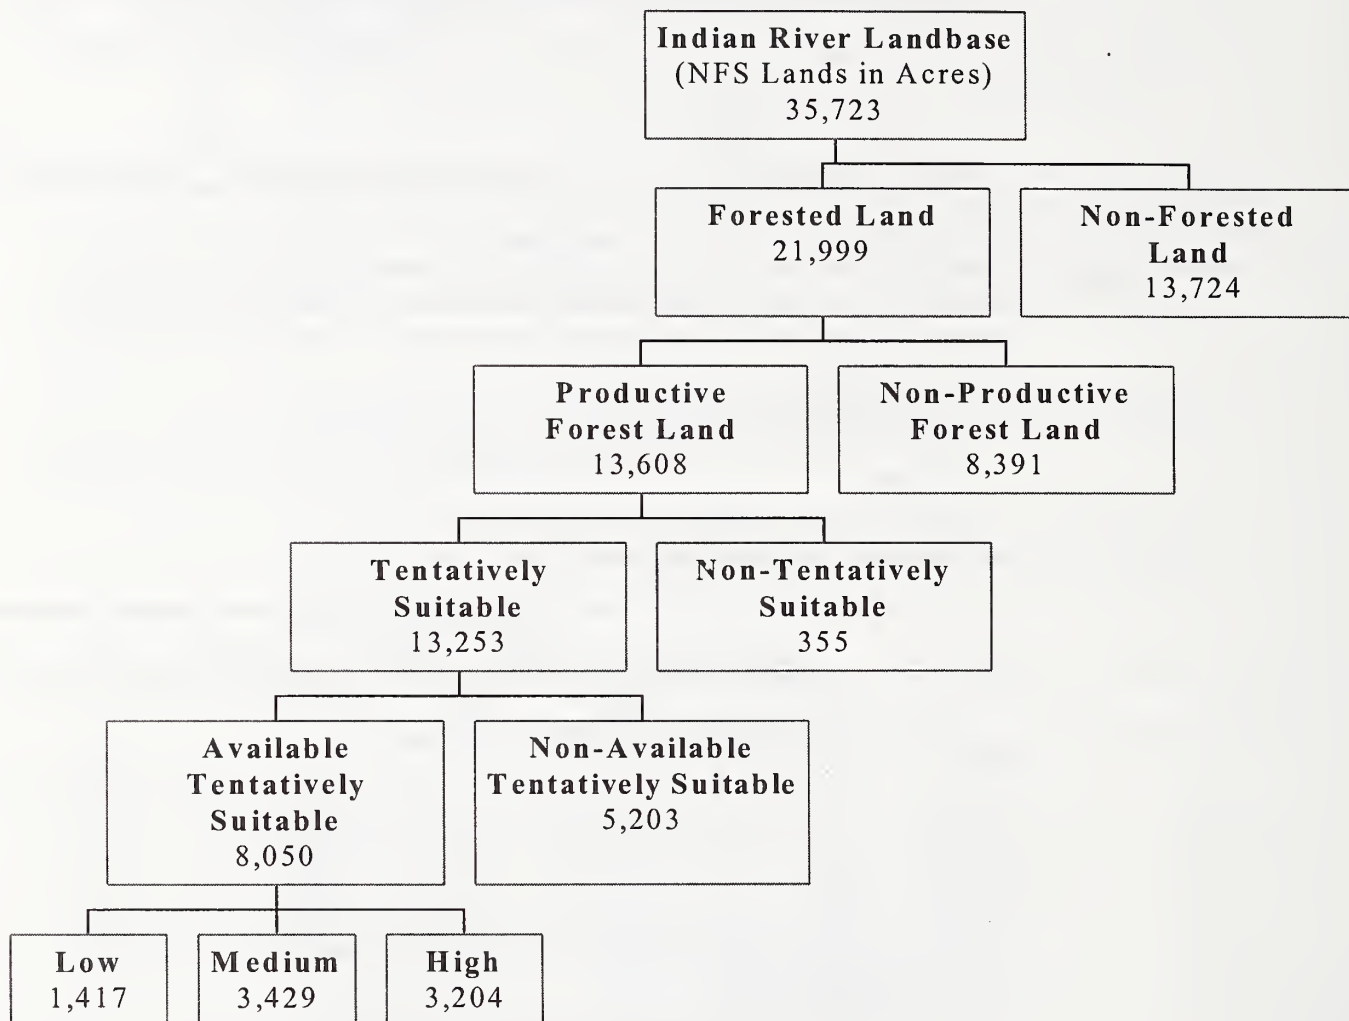 Indian River Landbase
(NFS Lands in Acres)
35,723
Forested Land
21,999
Non-Forested
Land
13,724
Productive
Forest Land
13,608
Non-Productive
Forest Land
8,391
Tentatively
Suitable
13,253
Non-Tentatively
Suitable
355
Available
Tentatively
Suitable
8,050
Non-Available
Tentatively Suitable
5,203
Low
1,417
Medium
3,429
High
3,204